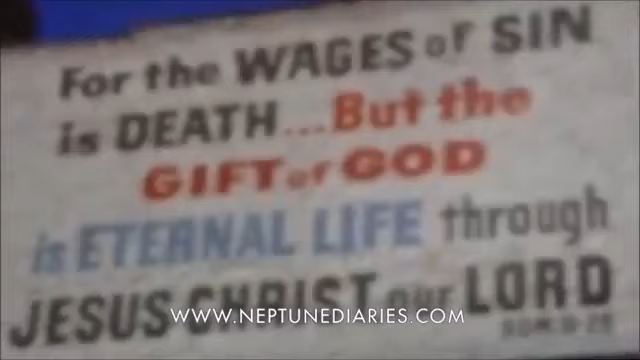 For the WAGES of SIN
is DEATH...But the
GIFT of GOD
is ETERNAL LIFE through
JESUS CHRIST our LORD
WWW.NEPTUNEDIARIES.COM